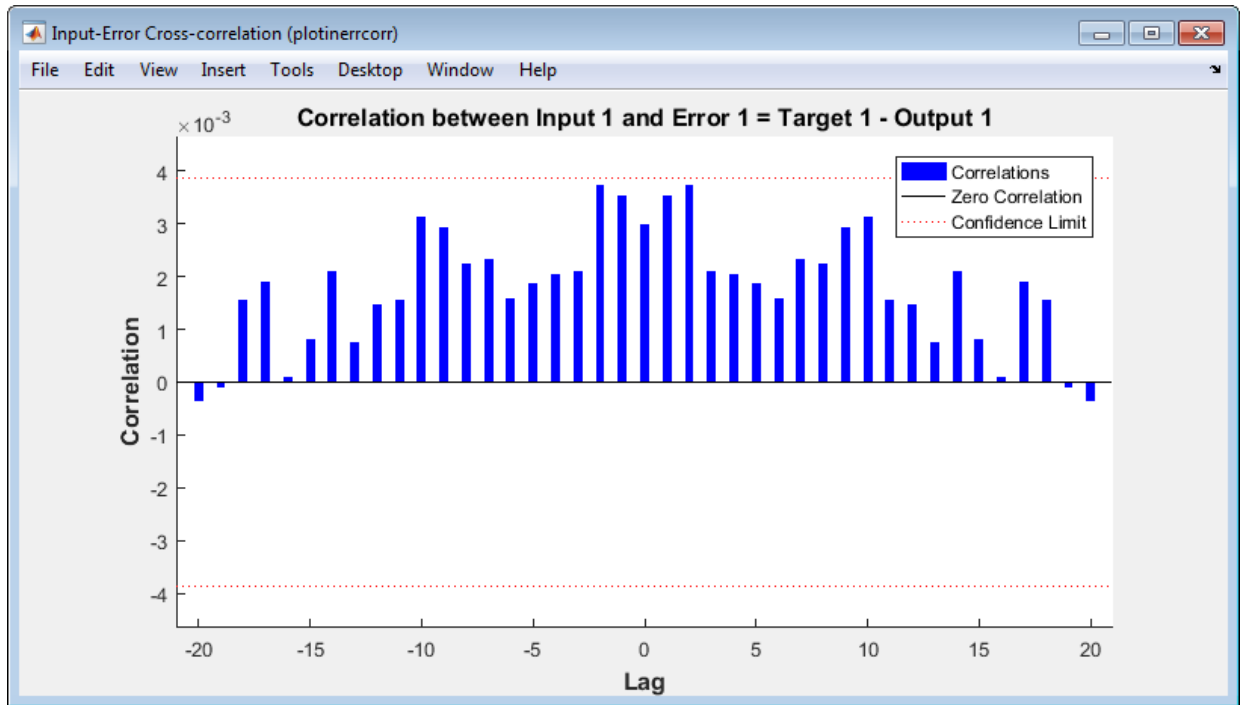 Input-Error Cross-correlation (plotinerrcorr)
File Edit View Insert Tools Desktop Window Help
Correlation between Input 1 and Error 1 = Target 1 - Output 1
×10⁻³
4
3
2
1
0
-1
-2
-3
-4
Correlation
Correlations
Zero Correlation
Confidence Limit
-20 -15 -10 -5 0 5 10 15 20
Lag